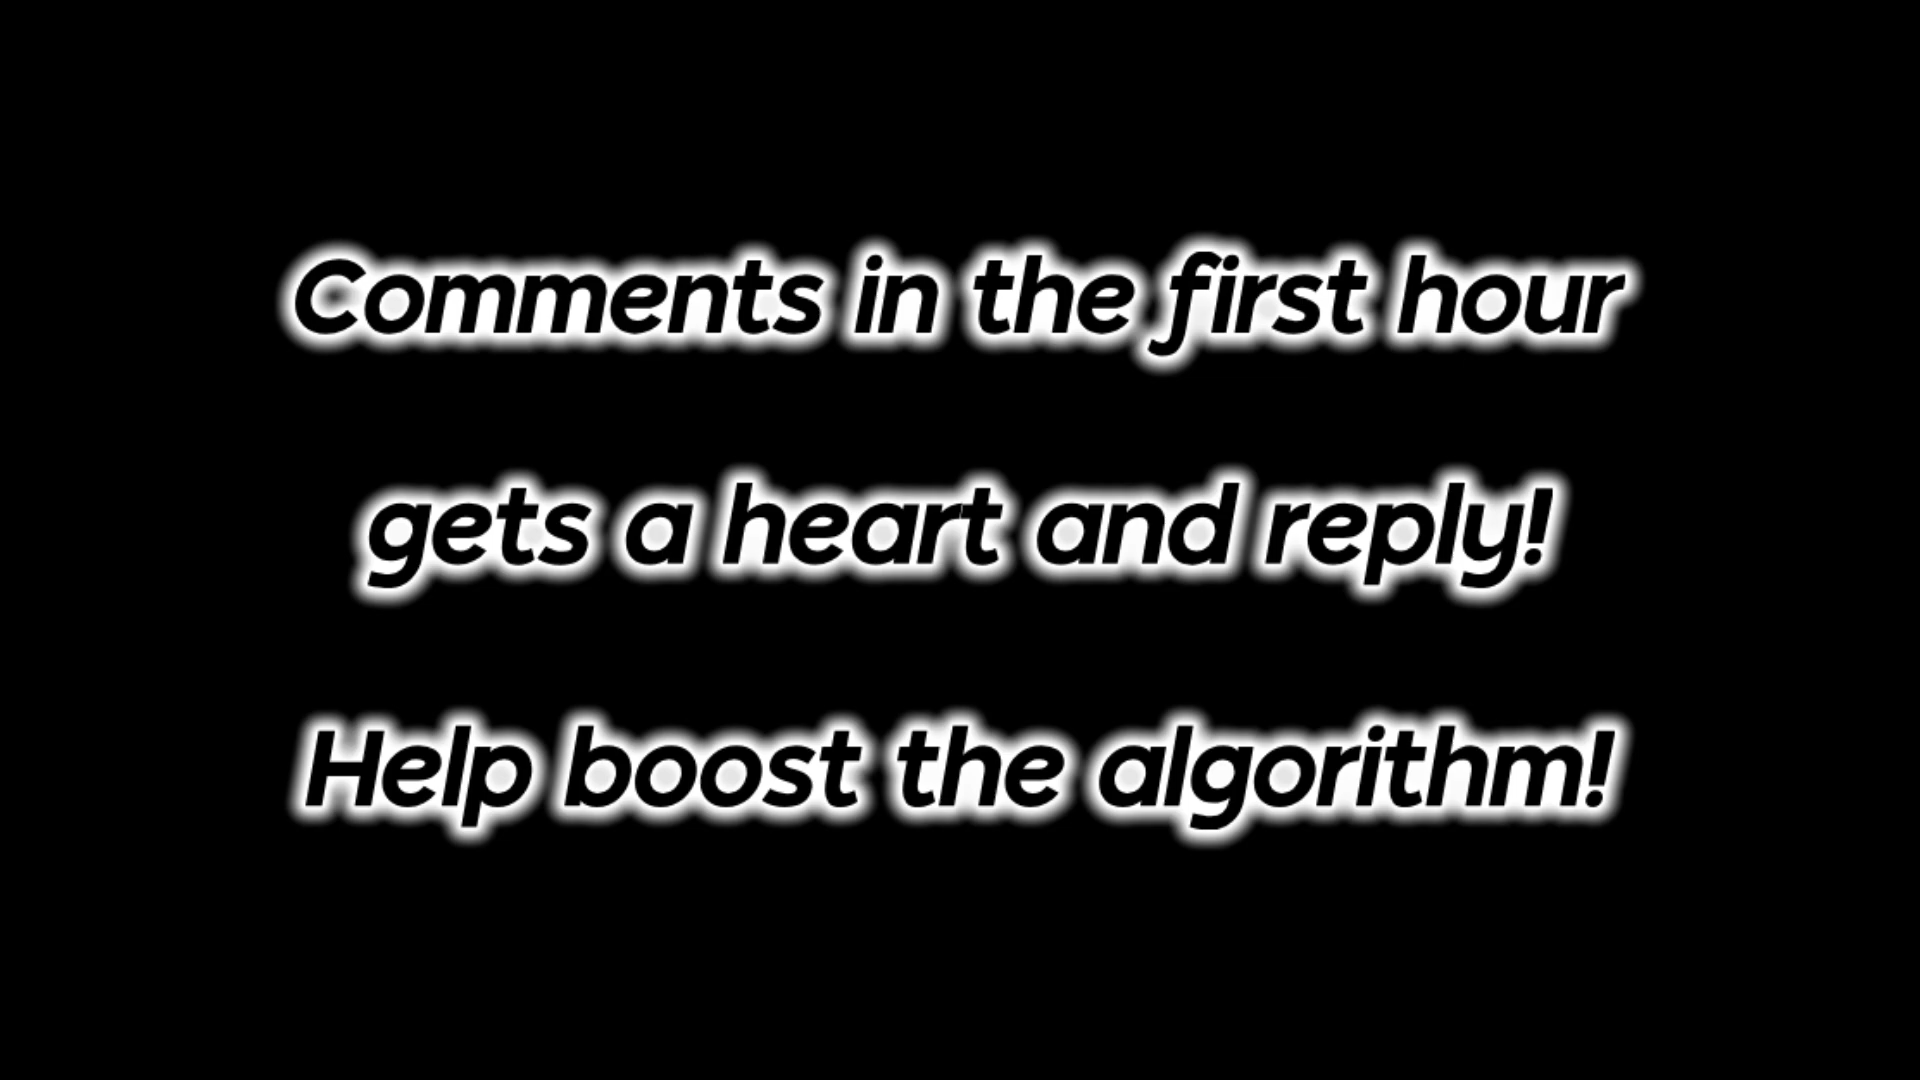 Comments in the first hour
gets a heart and reply!
Help boost the algorithm!